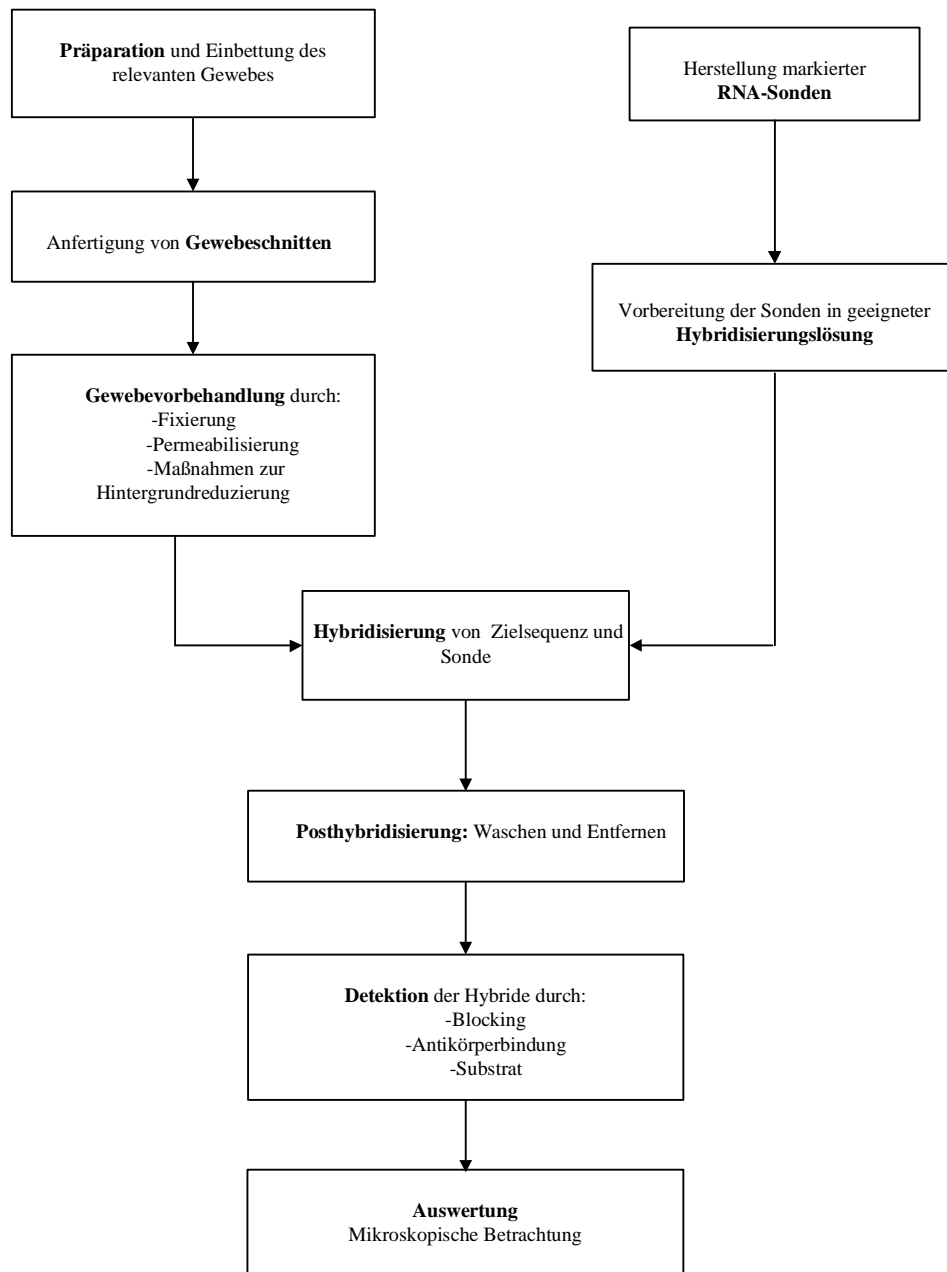 Präparation und Einbettung des
relevanten Gewebes
Herstellung markierter
RNA-Sonden
Anfertigung von Gewebeschnitten
Vorbereitung der Sonden in geeigneter
Hybridisierungslösung
Gewebevorbehandlung durch:
-Fixierung
-Permeabilisierung
-Maßnahmen zur
Hintergrundreduzierung
Hybridisierung von Zielsequenz und
Sonde
Posthybridisierung: Waschen und Entfernen
Detektion der Hybride durch:
-Blocking
-Antikörperbindung
-Substrat
Auswertung
Mikroskopische Betrachtung